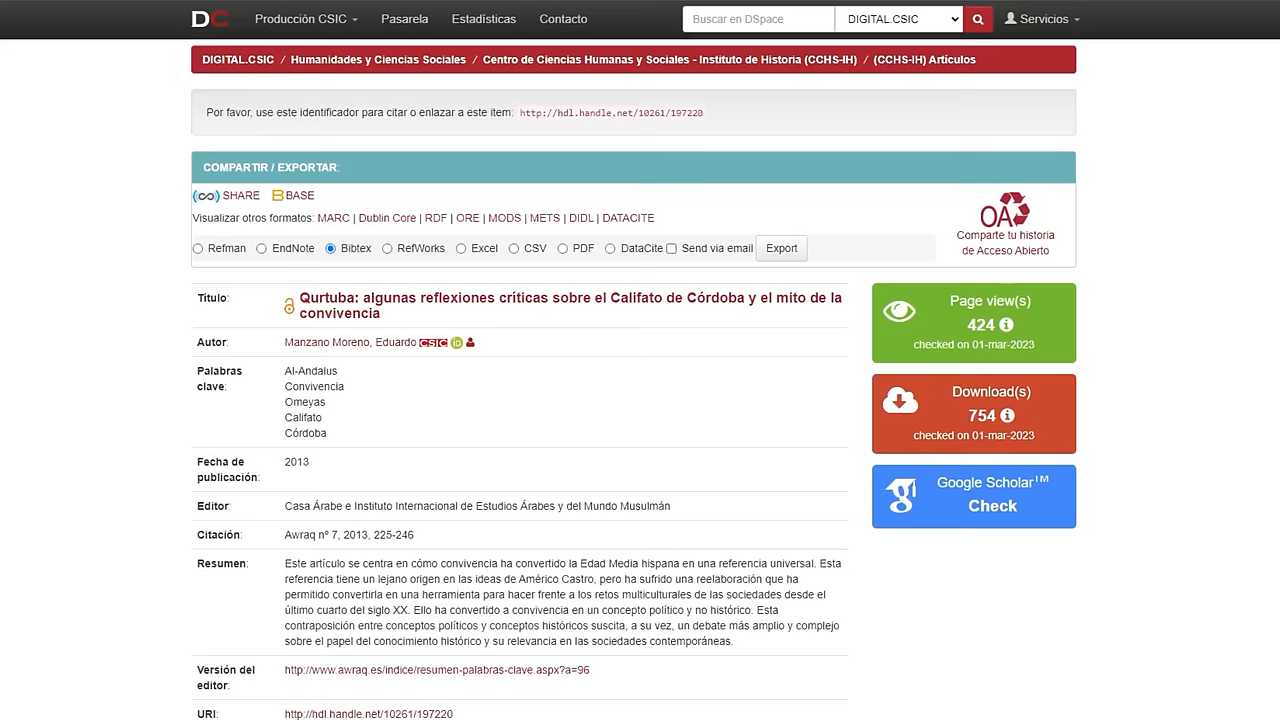 DC Producción CSIC Pasarela Estadísticas Contacto Buscar en DSpace DIGITAL.CSIC Servicios
DIGITAL.CSIC / Humanidades y Ciencias Sociales / Centro de Ciencias Humanas y Sociales - Instituto de Historia (CCHS-IH) / (CCHS-IH) Artículos
Por favor, use este identificador para citar o enlazar a este item: http://hdl.handle.net/10261/197220
COMPARTIR / EXPORTAR:
SHARE BASE
Visualizar otros formatos: MARC | Dublin Core | RDF | ORE | MODS | METS | DIDL | DATACITE
Refman EndNote Bibtex RefWorks Excel CSV PDF DataCite Send via email Export
OA
Comparte tu historia
de Acceso Abierto
Título: Qurtuba: algunas reflexiones críticas sobre el Califato de Córdoba y el mito de la
convivencia
Autor: Manzano Moreno, Eduardo CSIC iD
Palabras
clave:
Al-Andalus
Convivencia
Omeyas
Califato
Córdoba
Fecha de
publicación:
2013
Editor: Casa Árabe e Instituto Internacional de Estudios Árabes y del Mundo Musulmán
Citación: Awraq nº 7, 2013, 225-246
Resumen: Este artículo se centra en cómo convivencia ha convertido la Edad Media hispana en una referencia universal. Esta
referencia tiene un lejano origen en las ideas de Américo Castro, pero ha sufrido una reelaboración que ha
permitido convertirla en una herramienta para hacer frente a los retos multiculturales de las sociedades desde el
último cuarto del siglo XX. Ello ha convertido a convivencia en un concepto político y no histórico. Esta
contraposición entre conceptos políticos y conceptos históricos suscita, a su vez, un debate más amplio y complejo
sobre el papel del conocimiento histórico y su relevancia en las sociedades contemporáneas.
Versión del
editor:
http://www.awraq.es/indice/resumen-palabras-clave.aspx?a=96
URI: http://hdl.handle.net/10261/197220
Page view(s)
424
checked on 01-mar-2023
Download(s)
754
checked on 01-mar-2023
Google Scholar™
Check